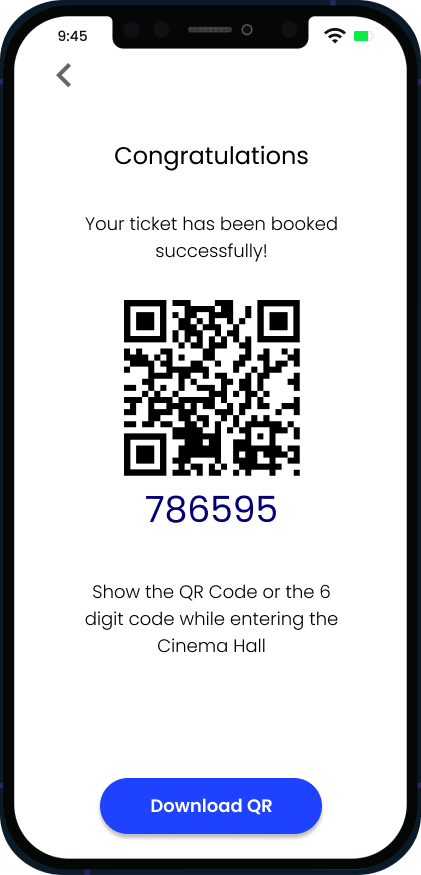 9:45
Congratulations
Your ticket has been booked
successfully!
786595
Show the QR Code or the 6
digit code while entering the
Cinema Hall
Download QR